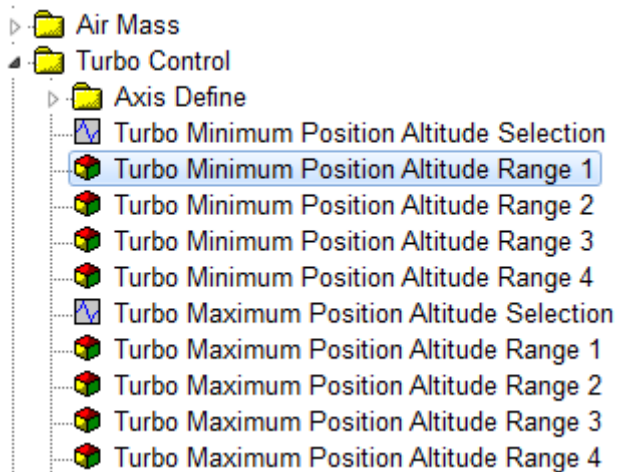 Air Mass
Turbo Control
Axis Define
Turbo Minimum Position Altitude Selection
Turbo Minimum Position Altitude Range 1
Turbo Minimum Position Altitude Range 2
Turbo Minimum Position Altitude Range 3
Turbo Minimum Position Altitude Range 4
Turbo Maximum Position Altitude Selection
Turbo Maximum Position Altitude Range 1
Turbo Maximum Position Altitude Range 2
Turbo Maximum Position Altitude Range 3
Turbo Maximum Position Altitude Range 4